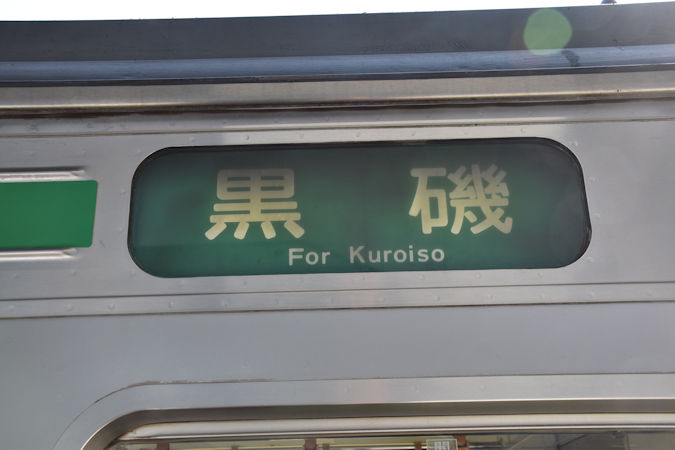 黒磯
For Kuroiso